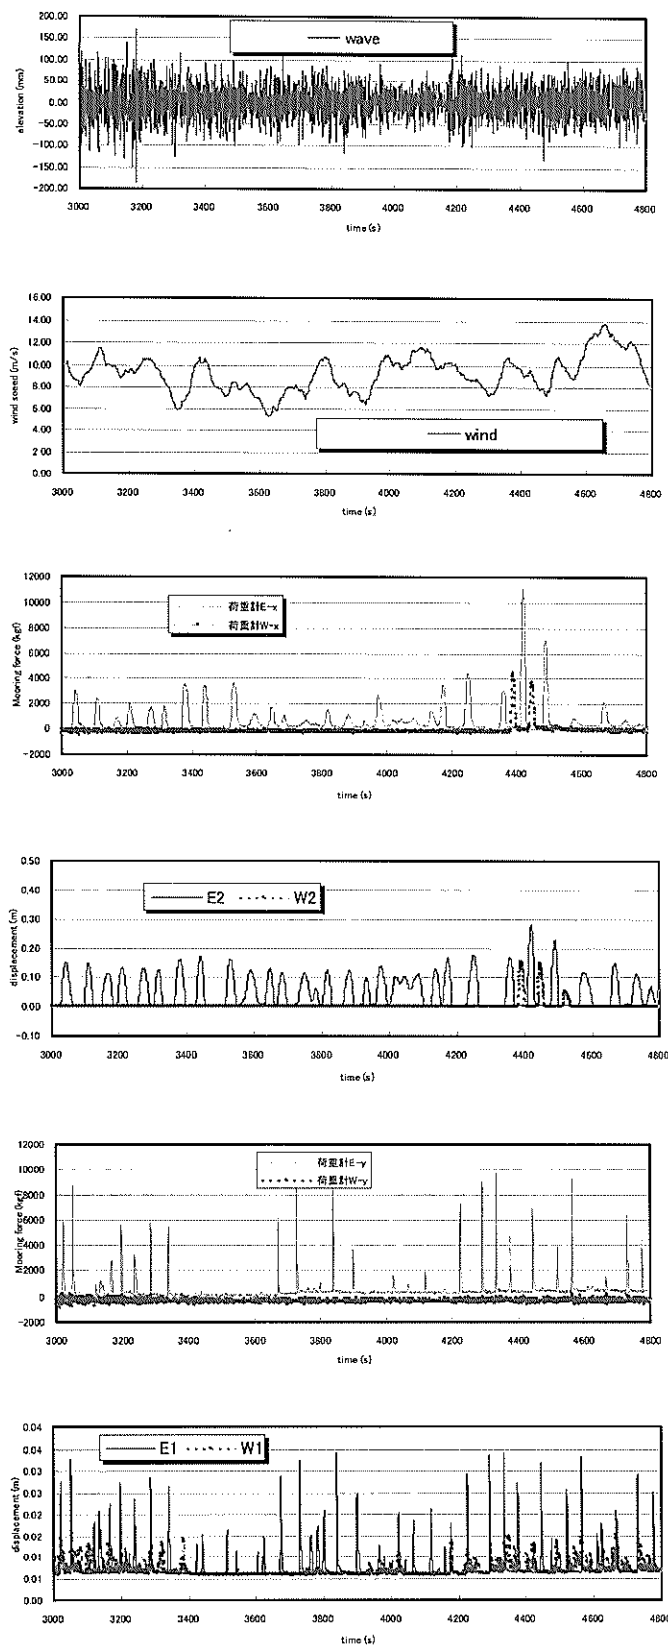 wave
200.00
150.00
100.00
50.00
0.00
-50.00
-100.00
-150.00
-200.00
elevation (mm)
3000 3200 3400 3600 3800 4000 4200 4400 4600 4800
time (s)
16.00
14.00
12.00
10.00
8.00
6.00
4.00
2.00
0.00
wind speed (m/s)
wind
3000 3200 3400 3600 3800 4000 4200 4400 4600 4800
time (s)
12000
10000
8000
6000
4000
2000
0
-2000
Mooring force (kgf)
荷重計E-x
荷重計W-x
3000 3200 3400 3600 3800 4000 4200 4400 4600 4800
time (s)
0.50
0.40
0.30
0.20
0.10
0.00
-0.10
displacement (m)
E2 W2
3000 3200 3400 3600 3800 4000 4200 4400 4600 4800
time (s)
12000
10000
8000
6000
4000
2000
0
-2000
Mooring force (kgf)
荷重計E-y
荷重計W-y
3000 3200 3400 3600 3800 4000 4200 4400 4600 4800
time (s)
0.04
0.04
0.03
0.03
0.02
0.02
0.01
0.01
0.00
displacement (m)
E1 W1
3000 3200 3400 3600 3800 4000 4200 4400 4600 4800
time (s)